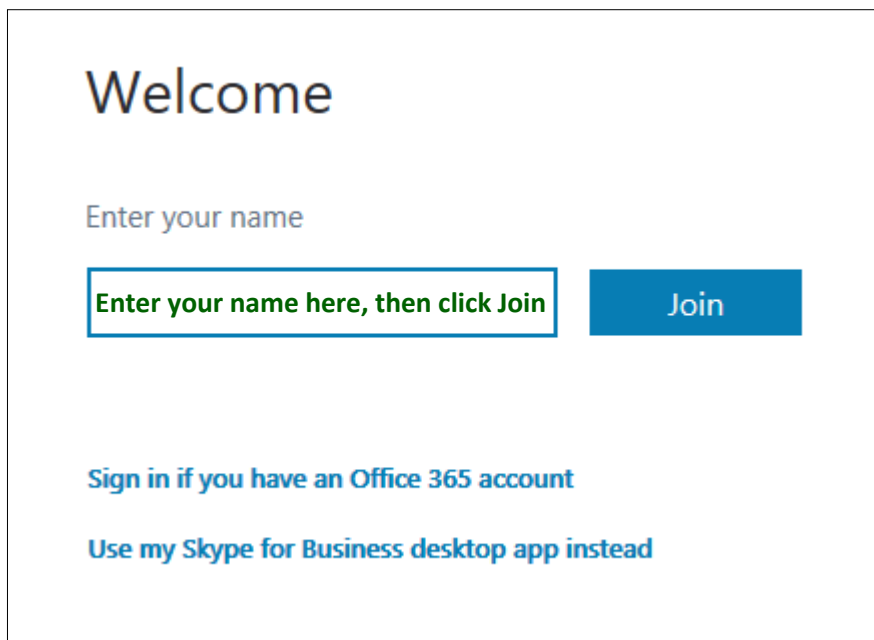 Welcome
Enter your name
Enter your name here, then click Join
Join
Sign in if you have an Office 365 account
Use my Skype for Business desktop app instead